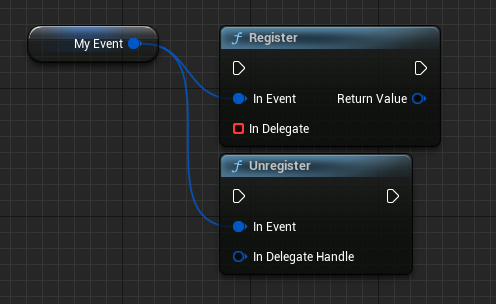 My Event
Register
In Event
Return Value
In Delegate
Unregister
In Event
In Delegate Handle